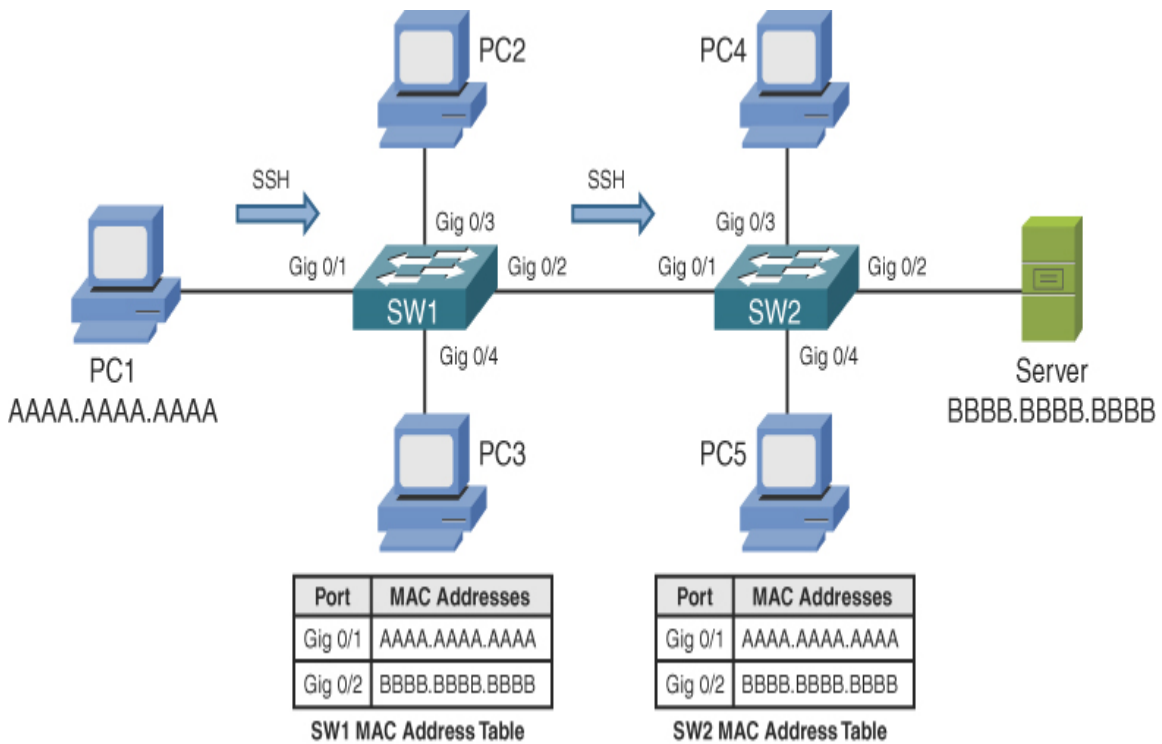 PC2
PC4
SSH
SSH
Gig 0/3
Gig 0/3
Gig 0/1
Gig 0/2
Gig 0/1
Gig 0/2
SW1
SW2
Gig 0/4
Gig 0/4
PC1
AAAA.AAAA.AAAA
Server
BBBB.BBBB.BBBB
PC3
PC5
Port MAC Addresses
Gig 0/1 AAAA.AAAA.AAAA
Gig 0/2 BBBB.BBBB.BBBB
SW1 MAC Address Table
Port MAC Addresses
Gig 0/1 AAAA.AAAA.AAAA
Gig 0/2 BBBB.BBBB.BBBB
SW2 MAC Address Table